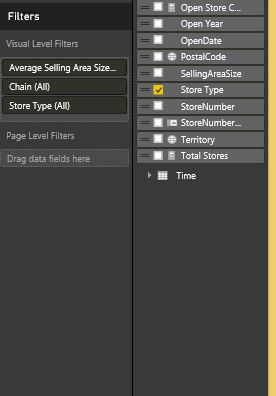 Filters
Visual Level Filters
Average Selling Area Size...
Chain (All)
Store Type (All)
Page Level Filters
Drag data fields here
Open Store C...
Open Year
OpenDate
PostalCode
SellingAreaSize
Store Type
StoreNumber
StoreNumber...
Territory
Total Stores
Time